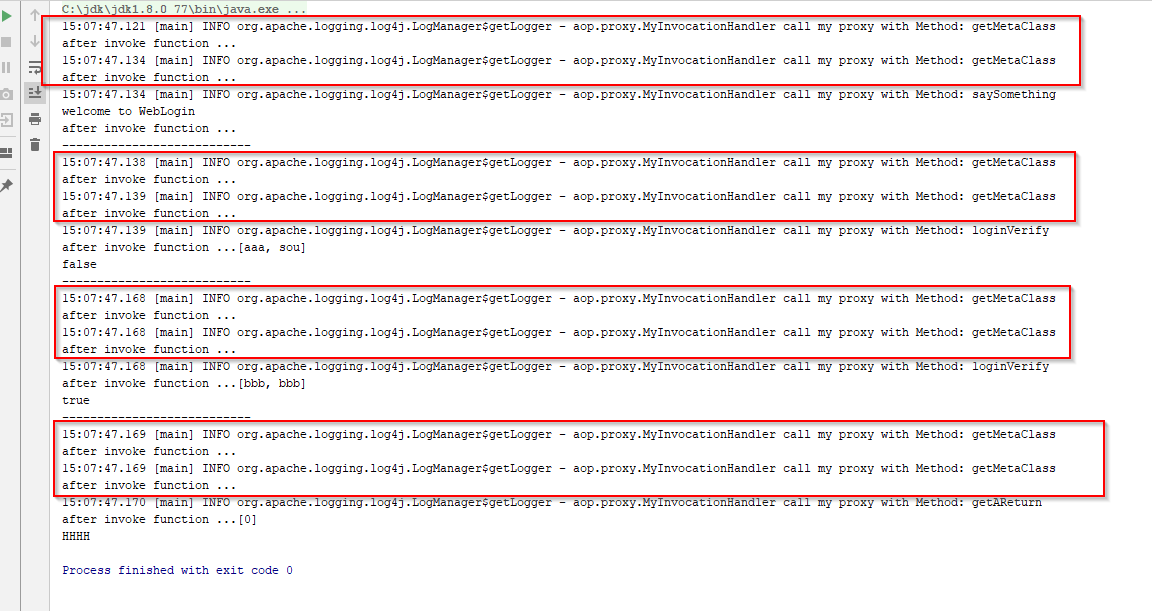 C:\jdk\jdk1.8.0_77\bin\java.exe ...
15:07:47.121 [main] INFO org.apache.logging.log4j.LogManager$getLogger - aop.proxy.MyInvocationHandler call my proxy with Method: getMetaClass
after invoke function ...
15:07:47.134 [main] INFO org.apache.logging.log4j.LogManager$getLogger - aop.proxy.MyInvocationHandler call my proxy with Method: getMetaClass
after invoke function ...
15:07:47.134 [main] INFO org.apache.logging.log4j.LogManager$getLogger - aop.proxy.MyInvocationHandler call my proxy with Method: saySomething
welcome to WebLogin
after invoke function ...
---------------------------
15:07:47.138 [main] INFO org.apache.logging.log4j.LogManager$getLogger - aop.proxy.MyInvocationHandler call my proxy with Method: getMetaClass
after invoke function ...
15:07:47.139 [main] INFO org.apache.logging.log4j.LogManager$getLogger - aop.proxy.MyInvocationHandler call my proxy with Method: getMetaClass
after invoke function ...
15:07:47.139 [main] INFO org.apache.logging.log4j.LogManager$getLogger - aop.proxy.MyInvocationHandler call my proxy with Method: loginVerify
after invoke function ...[aaa, sou]
false
---------------------------
15:07:47.168 [main] INFO org.apache.logging.log4j.LogManager$getLogger - aop.proxy.MyInvocationHandler call my proxy with Method: getMetaClass
after invoke function ...
15:07:47.168 [main] INFO org.apache.logging.log4j.LogManager$getLogger - aop.proxy.MyInvocationHandler call my proxy with Method: getMetaClass
after invoke function ...
15:07:47.168 [main] INFO org.apache.logging.log4j.LogManager$getLogger - aop.proxy.MyInvocationHandler call my proxy with Method: loginVerify
after invoke function ...[bbb, bbb]
true
---------------------------
15:07:47.169 [main] INFO org.apache.logging.log4j.LogManager$getLogger - aop.proxy.MyInvocationHandler call my proxy with Method: getMetaClass
after invoke function ...
15:07:47.169 [main] INFO org.apache.logging.log4j.LogManager$getLogger - aop.proxy.MyInvocationHandler call my proxy with Method: getMetaClass
after invoke function ...
15:07:47.170 [main] INFO org.apache.logging.log4j.LogManager$getLogger - aop.proxy.MyInvocationHandler call my proxy with Method: getAReturn
after invoke function ...[0]
HHHH
Process finished with exit code 0